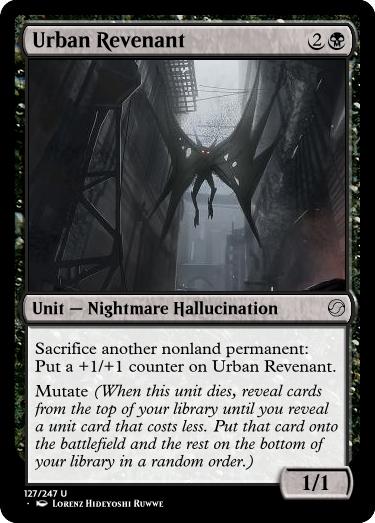 Urban Revenant 2
Unit — Nightmare Hallucination
Sacrifice another nonland permanent:
Put a +1/+1 counter on Urban Revenant.
Mutate (When this unit dies, reveal cards
from the top of your library until you reveal
a unit card that costs less. Put that card onto
the battlefield and the rest on the bottom of
your library in a random order.)
1/1
127/247 U
· Lorenz Hideyoshi Ruwwe